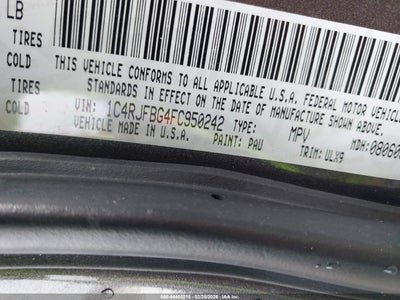 LB
TIRES
COLD
TIRES
COLD
THIS VEHICLE CONFORMS TO ALL APPLICABLE U.S.A. FEDERAL MOTOR VEHICLE
STANDARDS IN EFFECT ON THE DATE OF MANUFACTURE SHOWN ABOVE.
VIN: 1C4RJFBG4FC950242 TYPE: MPV MDH:
VEHICLE MADE IN U.S.A. PAINT: PAU TRIM: ULX9